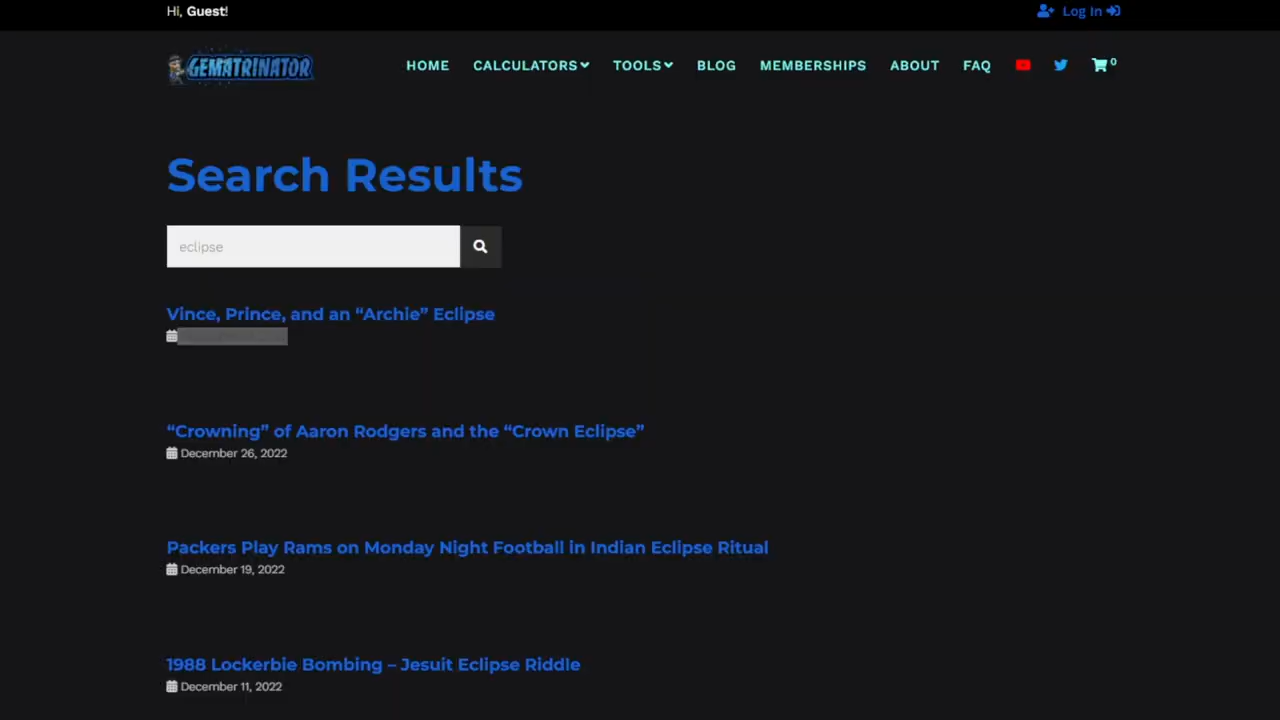 Hi, Guest!
Log In
GEMATRINATOR
HOME CALCULATORS TOOLS BLOG MEMBERSHIPS ABOUT FAQ 0
Search Results
eclipse
Vince, Prince, and an “Archie” Eclipse
“Crowning” of Aaron Rodgers and the “Crown Eclipse”
December 26, 2022
Packers Play Rams on Monday Night Football in Indian Eclipse Ritual
December 19, 2022
1988 Lockerbie Bombing – Jesuit Eclipse Riddle
December 11, 2022